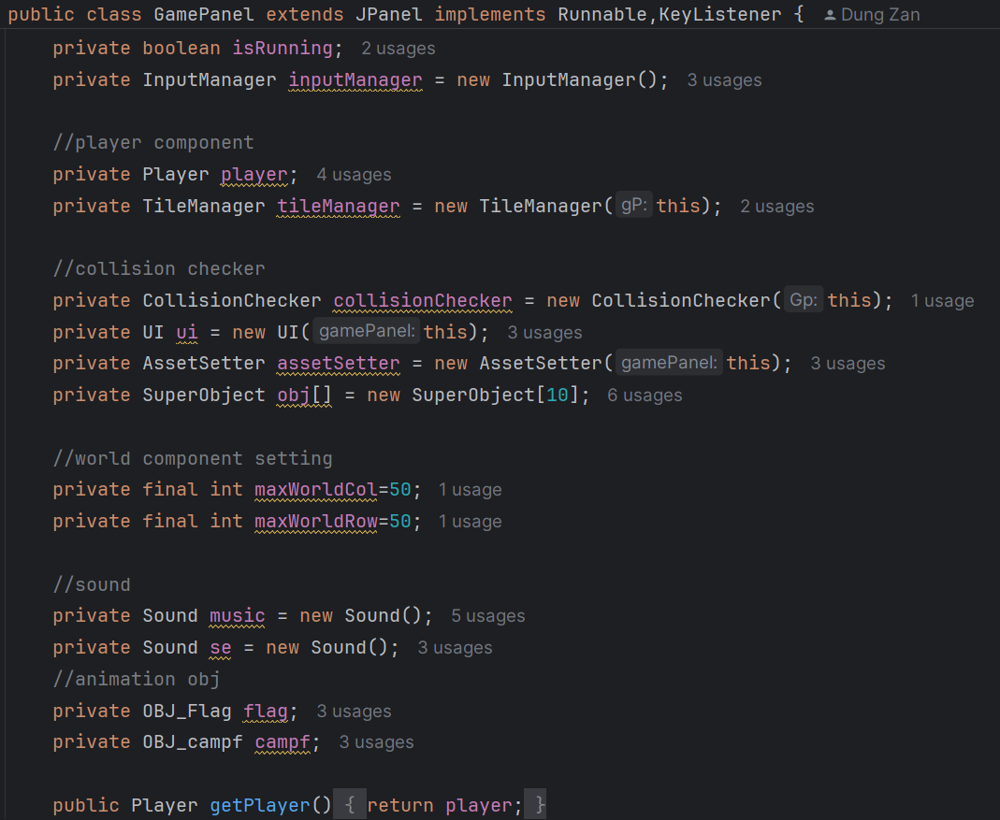 public class GamePanel extends JPanel implements Runnable,KeyListener { Dung Zan
private boolean isRunning; 2 usages
private InputManager inputManager = new InputManager(); 3 usages
//player component
private Player player; 4 usages
private TileManager tileManager = new TileManager( gP: this); 2 usages
//collision checker
private CollisionChecker collisionChecker = new CollisionChecker( Gp: this); 1 usage
private UI ui = new UI( gamePanel: this); 3 usages
private AssetSetter assetSetter = new AssetSetter( gamePanel: this); 3 usages
private SuperObject obj[] = new SuperObject[10]; 6 usages
//world component setting
private final int maxWorldCol=50; 1 usage
private final int maxWorldRow=50; 1 usage
//sound
private Sound music = new Sound(); 5 usages
private Sound se = new Sound(); 3 usages
//animation obj
private OBJ_Flag flag; 3 usages
private OBJ_campf campf; 3 usages
public Player getPlayer() { return player; }